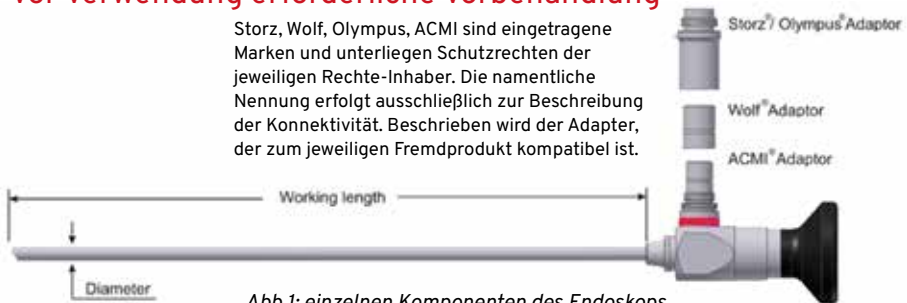 vor Verwendung erforderliche Vorbehandlung
Storz, Wolf, Olympus, ACMI sind eingetragene
Marken und unterliegen Schutzrechten der
jeweiligen Rechte-Inhaber. Die namentliche
Nennung erfolgt ausschließlich zur Beschreibung
der Konnektivität. Beschrieben wird der Adapter,
der zum jeweiligen Fremdprodukt kompatibel ist.
Storz®/ Olympus® Adaptor
Wolf® Adaptor
ACMI® Adaptor
Working length
Diameter
Abb 1: einzelnen Komponenten des Endoskops